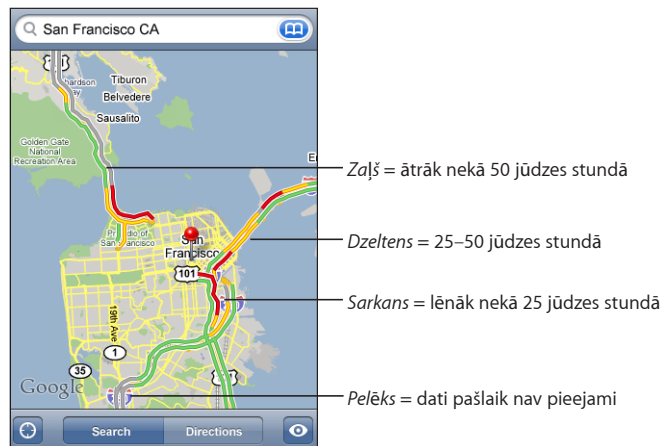 San Francisco CA
Tiburon
Belvedere
Sausalito
Golden Gate
National
Recreation Area
San
Francisco
101
19th Ave
1
35
Google
Search
Directions
Zaļš = ātrāk nekā 50 jūdzes stundā
Dzeltens = 25–50 jūdzes stundā
Sarkans = lēnāk nekā 25 jūdzes stundā
Pelēks = dati pašlaik nav pieejami